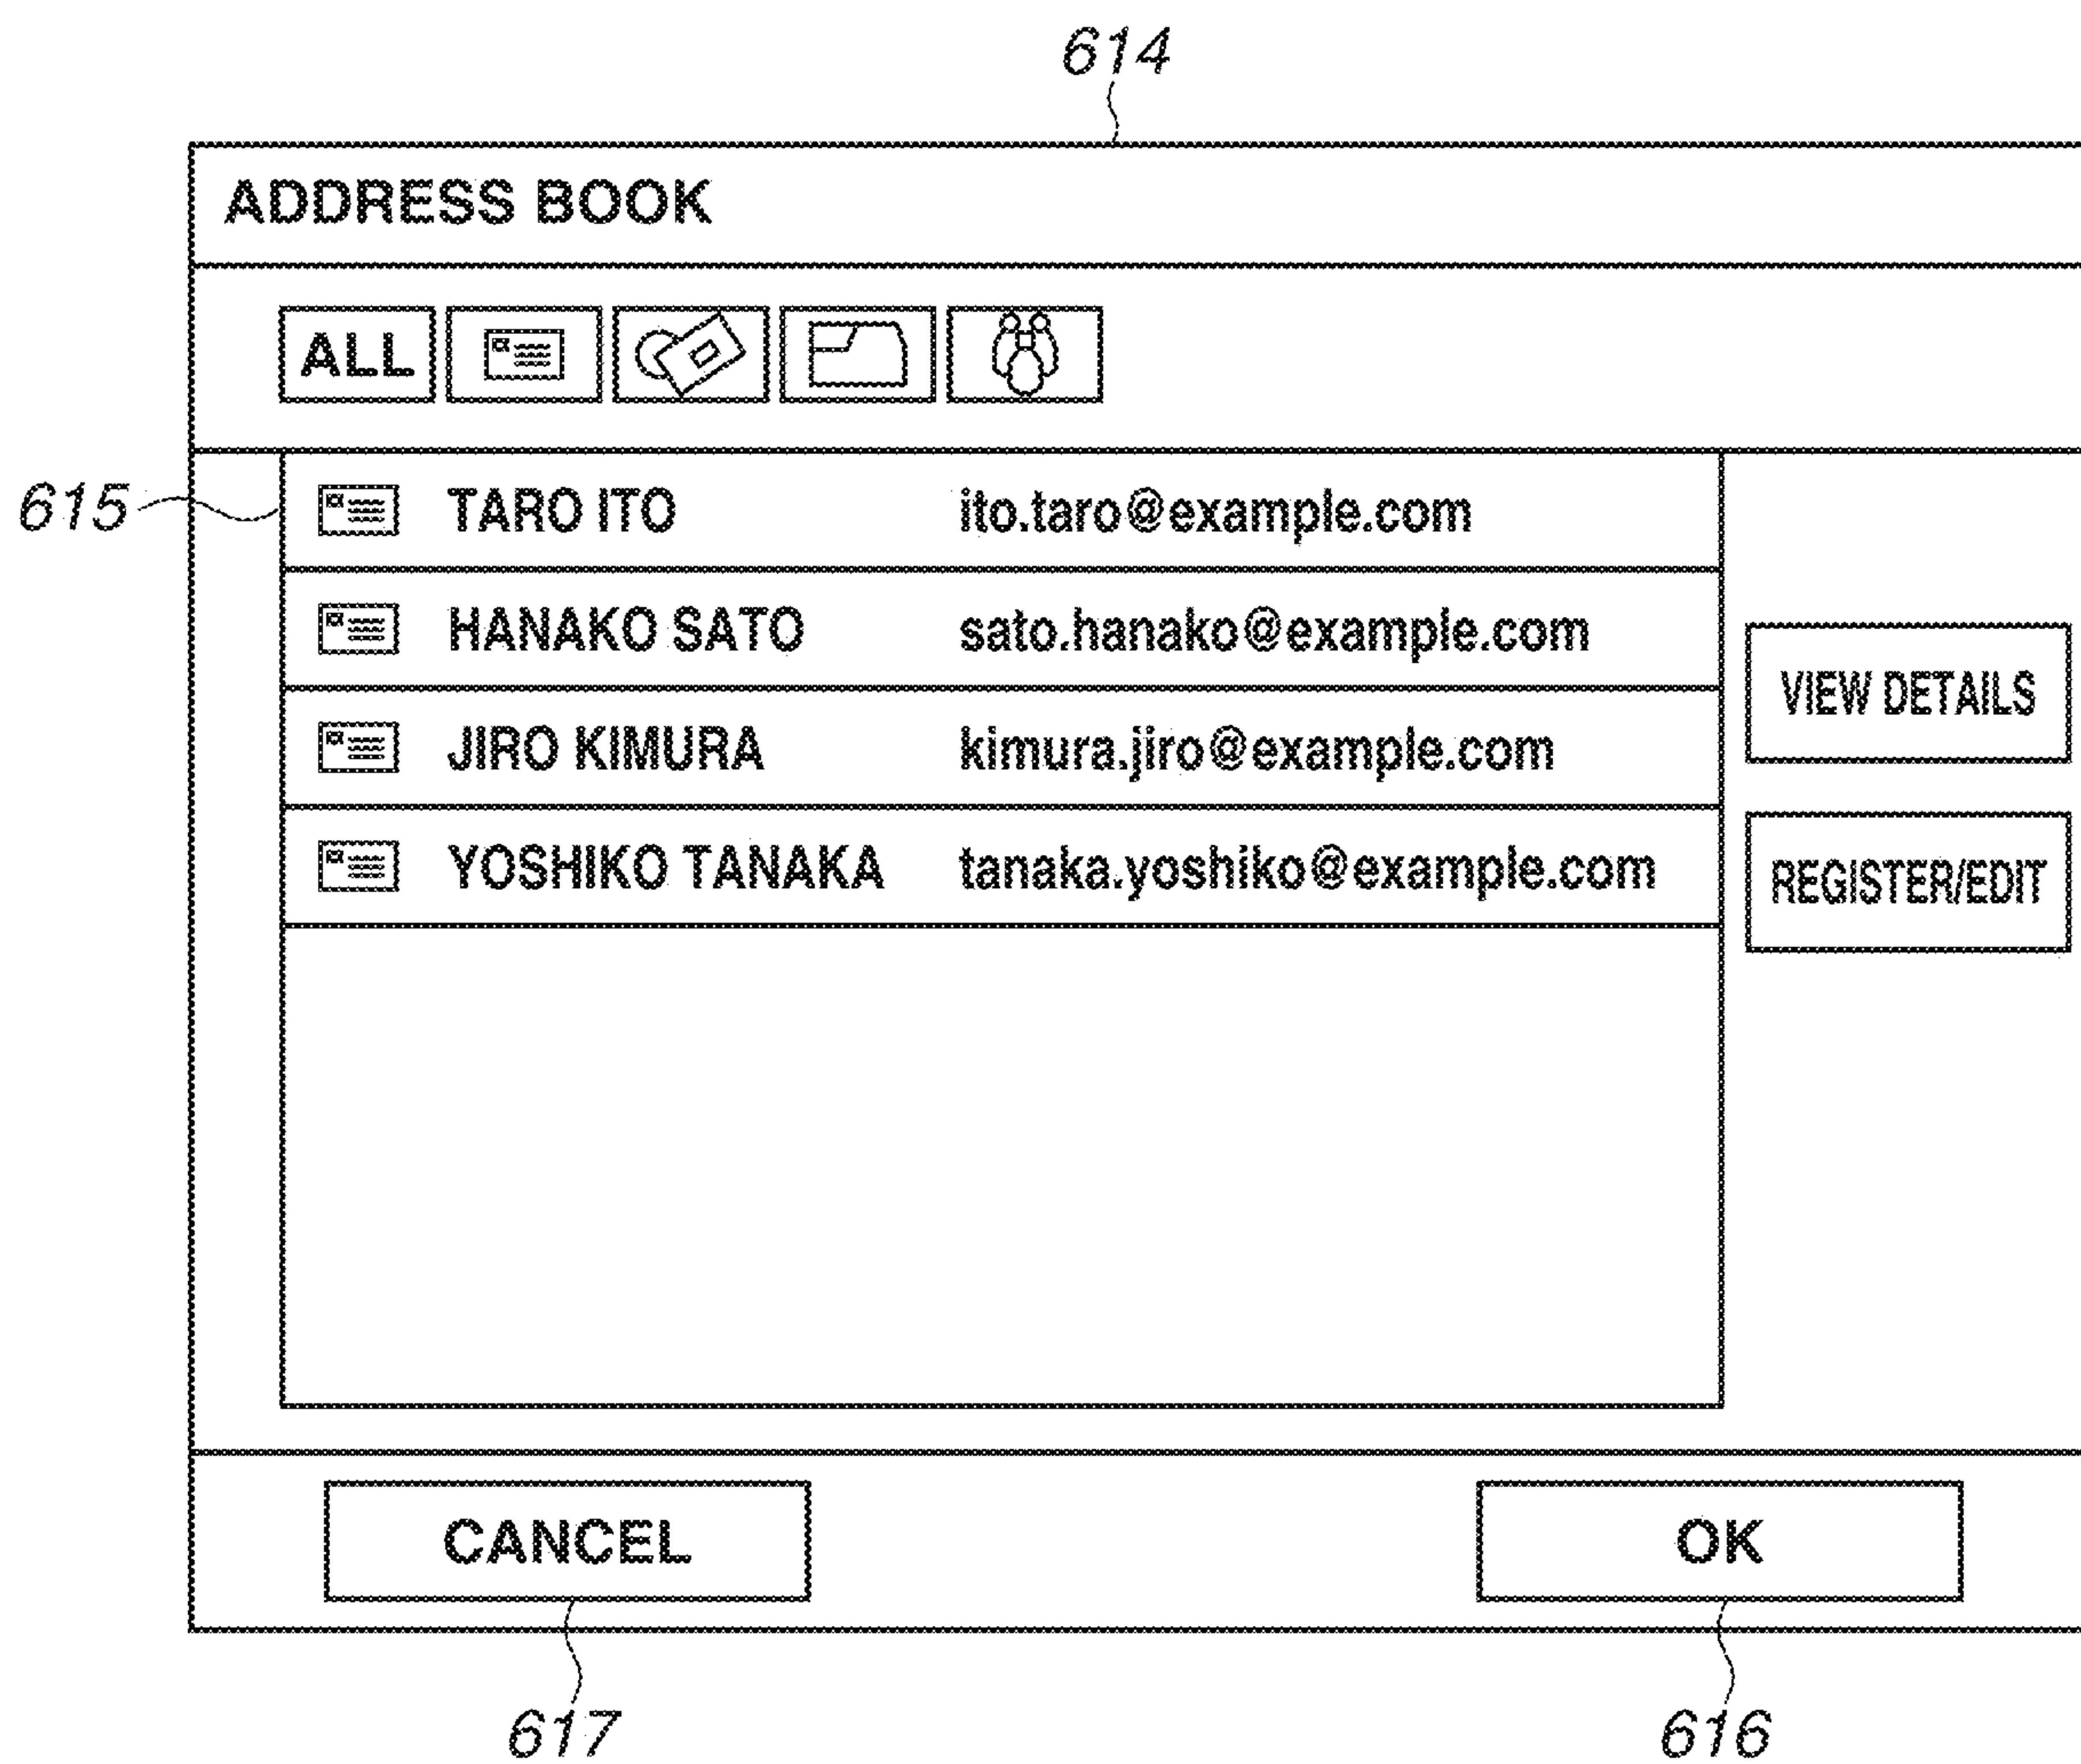 614
ADDRESS BOOK
ALL
615
TARO ITO ito.taro@example.com
HANAKO SATO sato.hanako@example.com
JIRO KIMURA kimura.jiro@example.com
YOSHIKO TANAKA tanaka.yoshiko@example.com
VIEW DETAILS
REGISTER/EDIT
CANCEL OK
617 616